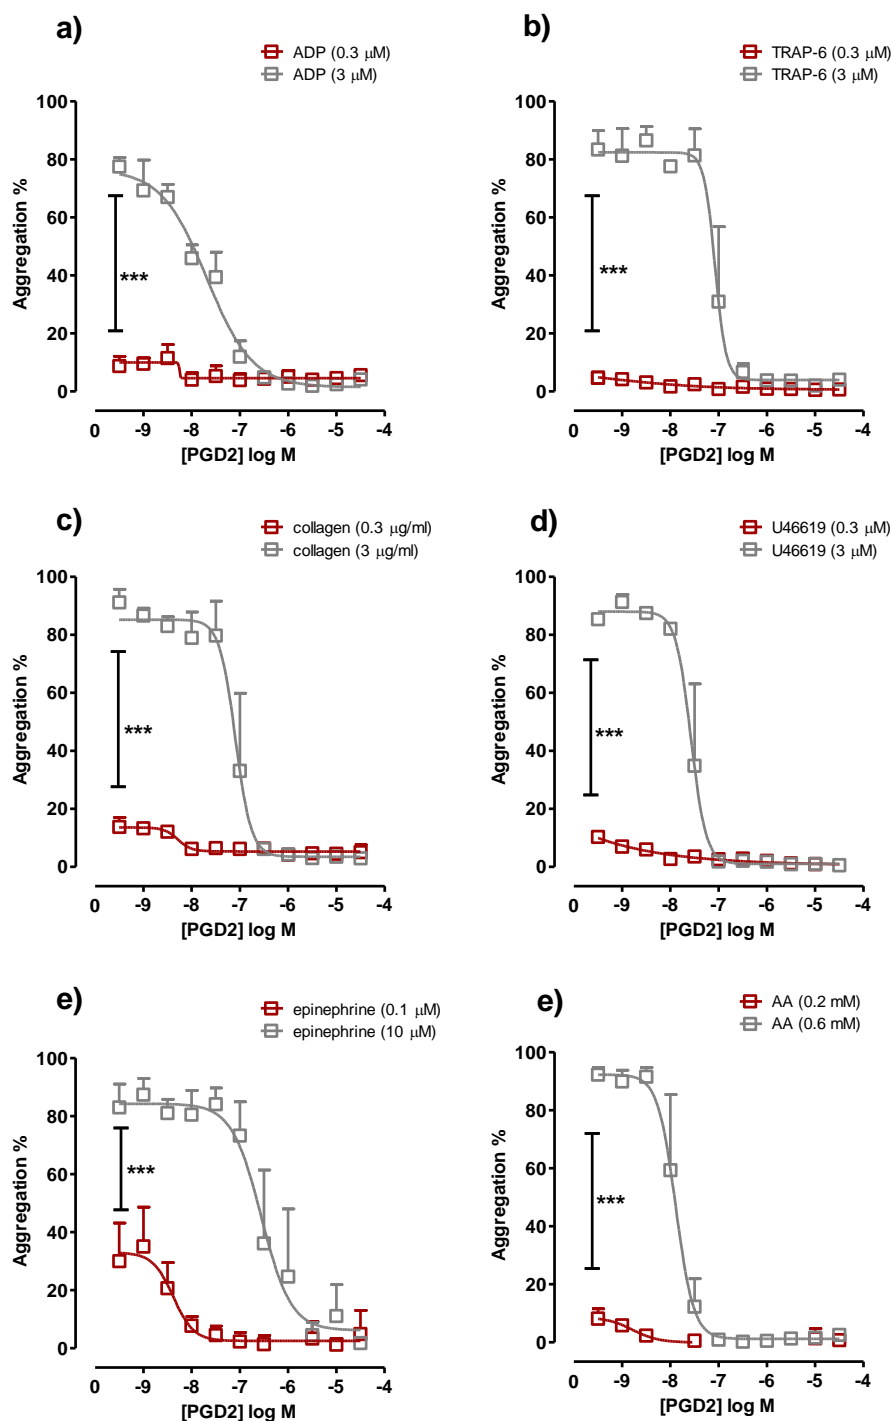 a)
ADP (0.3 μM)
ADP (3 μM)
Aggregation %
100
80
60
40
20
0
***
0 -9 -8 -7 -6 -5 -4
[PGD2] log M
b)
TRAP-6 (0.3 μM)
TRAP-6 (3 μM)
Aggregation %
100
80
60
40
20
0
***
0 -9 -8 -7 -6 -5 -4
[PGD2] log M
c)
collagen (0.3 μg/ml)
collagen (3 μg/ml)
Aggregation %
100
80
60
40
20
0
***
0 -9 -8 -7 -6 -5 -4
[PGD2] log M
d)
U46619 (0.3 μM)
U46619 (3 μM)
Aggregation %
100
80
60
40
20
0
***
0 -9 -8 -7 -6 -5 -4
[PGD2] log M
e)
epinephrine (0.1 μM)
epinephrine (10 μM)
Aggregation %
100
80
60
40
20
0
***
0 -9 -8 -7 -6 -5 -4
[PGD2] log M
e)
AA (0.2 mM)
AA (0.6 mM)
Aggregation %
100
80
60
40
20
0
***
0 -9 -8 -7 -6 -5 -4
[PGD2] log M